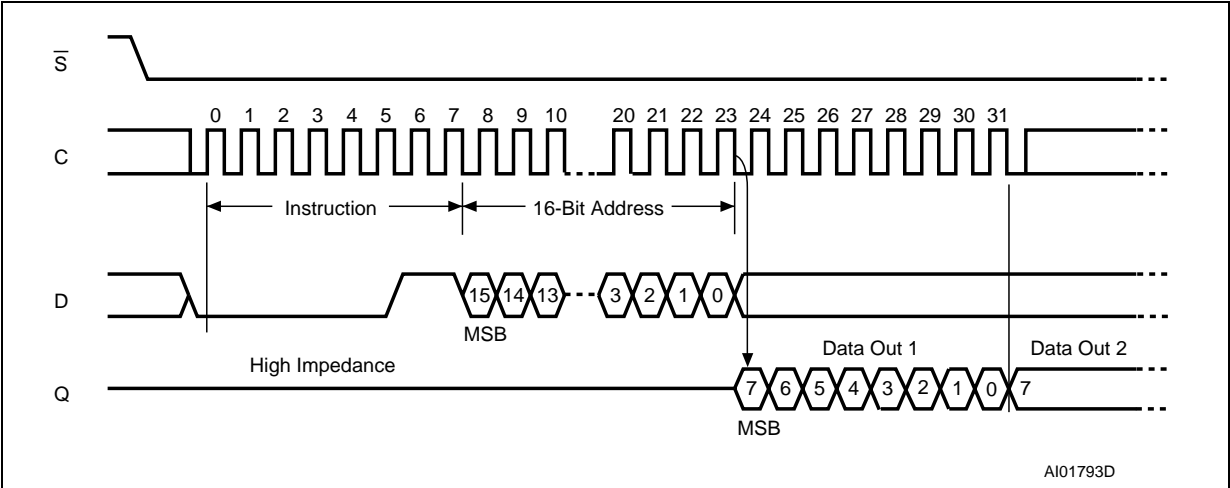 S̅
0 1 2 3 4 5 6 7 8 9 10 20 21 22 23 24 25 26 27 28 29 30 31
C
Instruction 16-Bit Address
D 15 14 13 3 2 1 0
MSB
Data Out 1 Data Out 2
High Impedance
Q 7 6 5 4 3 2 1 0 7
MSB
AI01793D